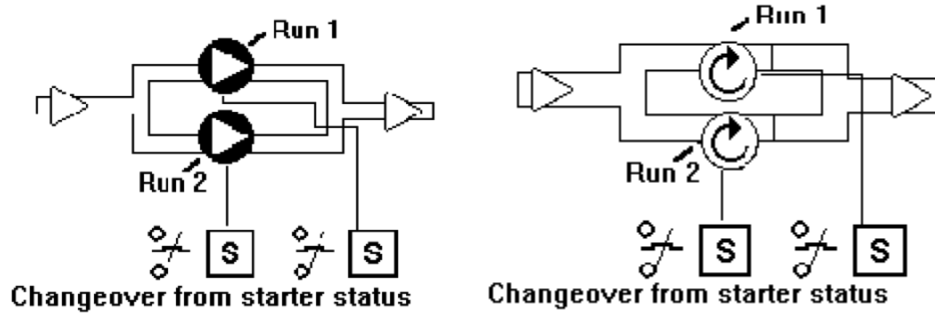 Run 1
Run 2
S S
Changeover from starter status
Run 1
Run 2
S S
Changeover from starter status